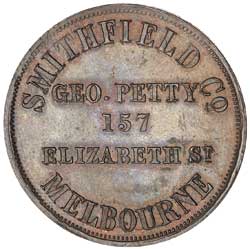 SMITHFIELD CO
GEO. PETTY
157
ELIZABETH ST
MELBOURNE